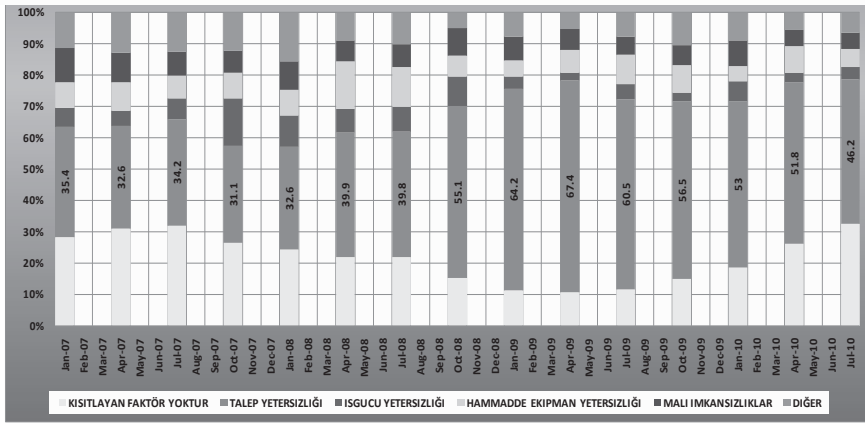 100%
90%
80%
70%
60%
50%
40%
30%
20%
10%
0%
35.4
32.6
34.2
31.1
32.6
39.9
39.8
55.1
64.2
67.4
60.5
56.5
53
51.8
46.2
Jan-07
Feb-07
Mar-07
Apr-07
May-07
Jun-07
Jul-07
Aug-07
Sep-07
Oct-07
Nov-07
Dec-07
Jan-08
Feb-08
Mar-08
Apr-08
May-08
Jun-08
Jul-08
Aug-08
Sep-08
Oct-08
Nov-08
Dec-08
Jan-09
Feb-09
Mar-09
Apr-09
May-09
Jun-09
Jul-09
Aug-09
Sep-09
Oct-09
Nov-09
Dec-09
Jan-10
Feb-10
Mar-10
Apr-10
May-10
Jun-10
Jul-10
KISITLAYAN FAKTÖR YOKTUR TALEP YETERSIZLIĞI ISGUCU YETERSIZLIĞI HAMMADDE EKIPMAN YETERSIZLIĞI MALI IMKANSIZLIKLAR DIĞER